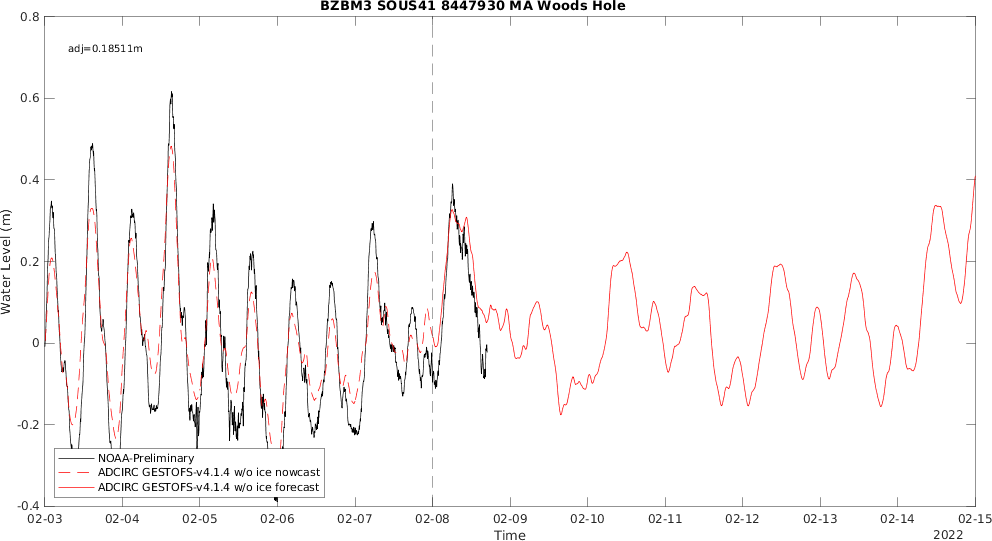 BZBM3 SOUS41 8447930 MA Woods Hole
adj=0.18511m
Water Level (m)
0.8
0.6
0.4
0.2
0
-0.2
-0.4
NOAA-Preliminary
ADCIRC GESTOFS-v4.1.4 w/o ice nowcast
ADCIRC GESTOFS-v4.1.4 w/o ice forecast
02-03 02-04 02-05 02-06 02-07 02-08 02-09 02-10 02-11 02-12 02-13 02-14 02-15
Time
2022